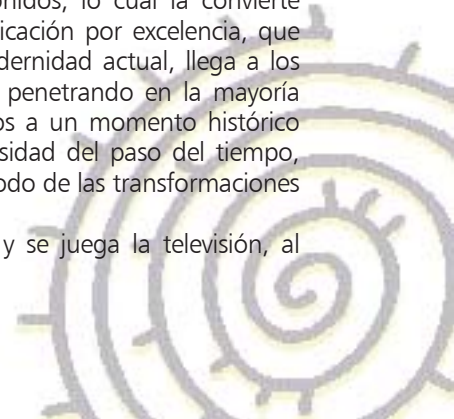 onidos, lo cual la convierte
icación por excelencia, que
dernidad actual, llega a los
penetrando en la mayoría
os a un momento histórico
sidad del paso del tiempo,
odo de las transformaciones
y se juega la televisión, al